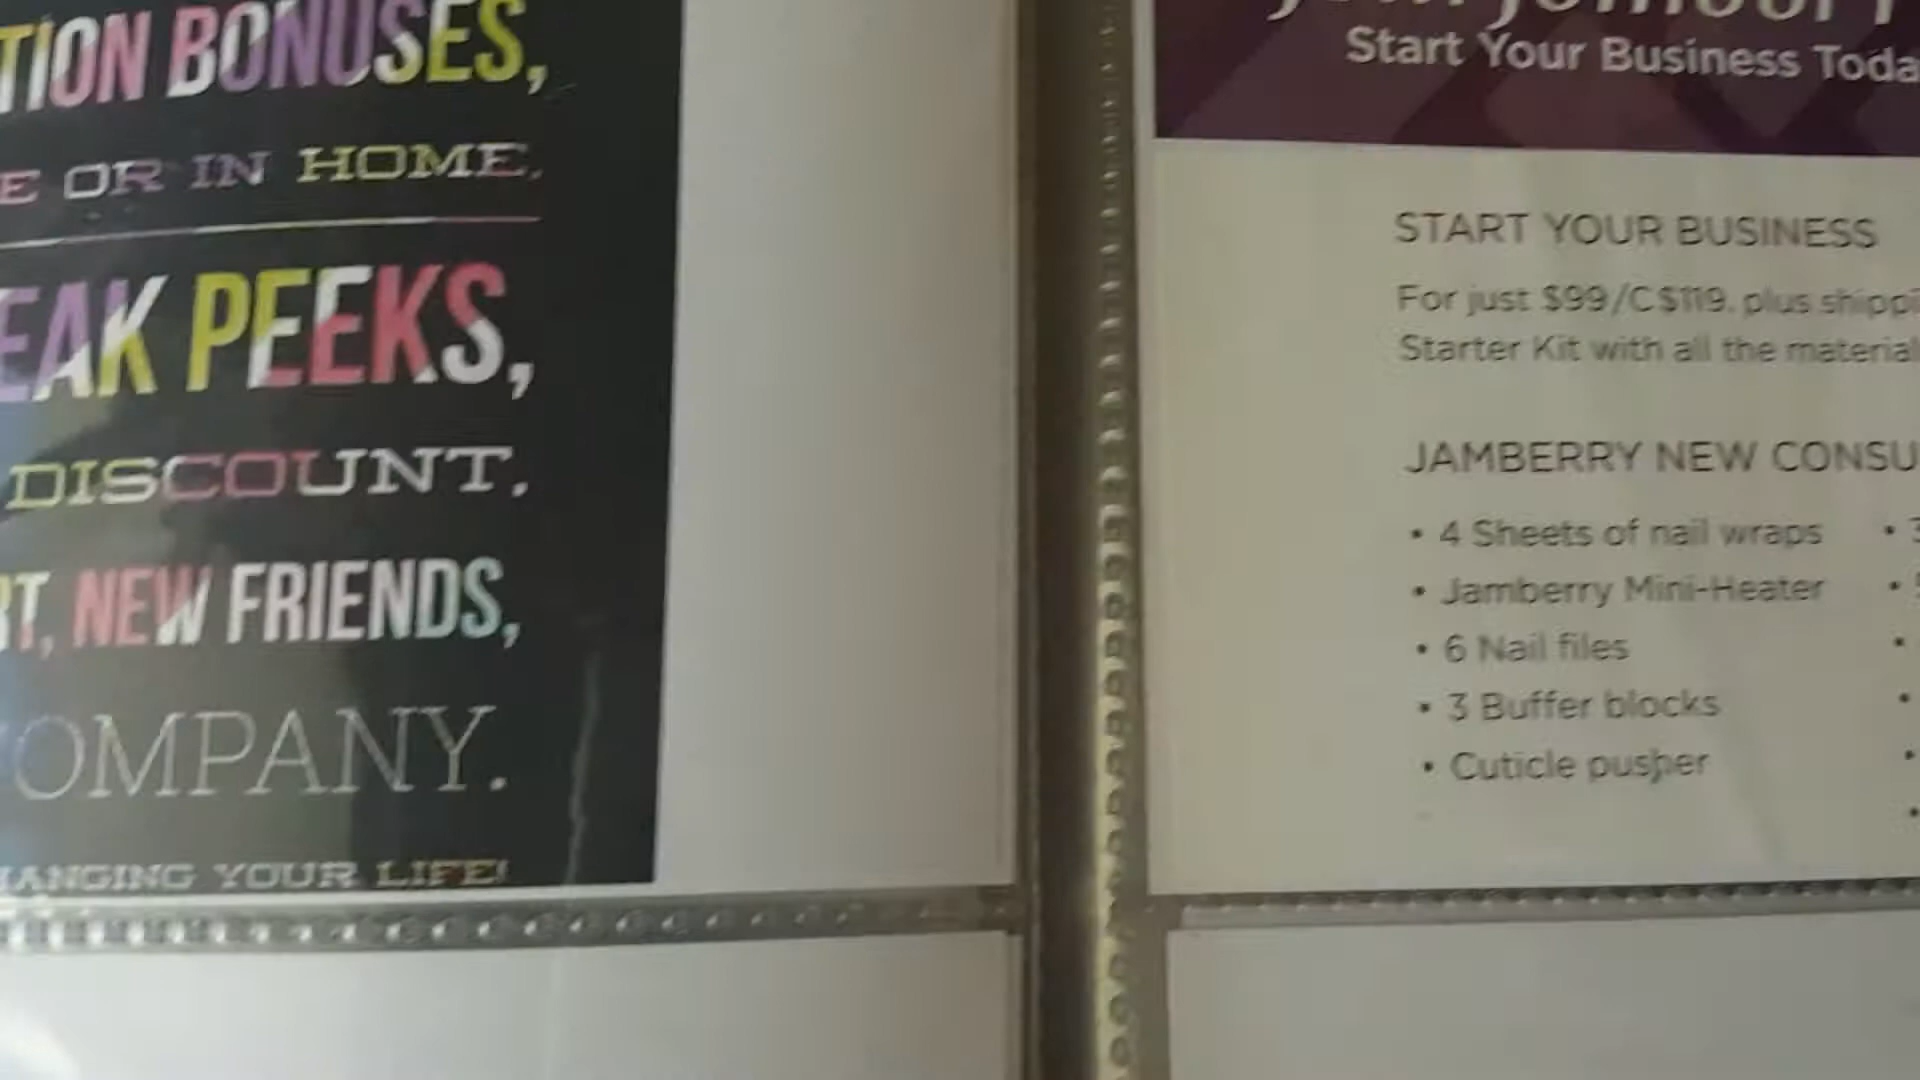 TION BONUSES,
E OR IN HOME,
EAK PEEKS,
DISCOUNT,
RT, NEW FRIENDS,
OMPANY.
HANGING YOUR LIFE!
Start Your Business Toda
START YOUR BUSINESS
For just $99/C$119, plus shippi
Starter Kit with all the material
JAMBERRY NEW CONSU
• 4 Sheets of nail wraps
• Jamberry Mini-Heater
• 6 Nail files
• 3 Buffer blocks
• Cuticle pusher